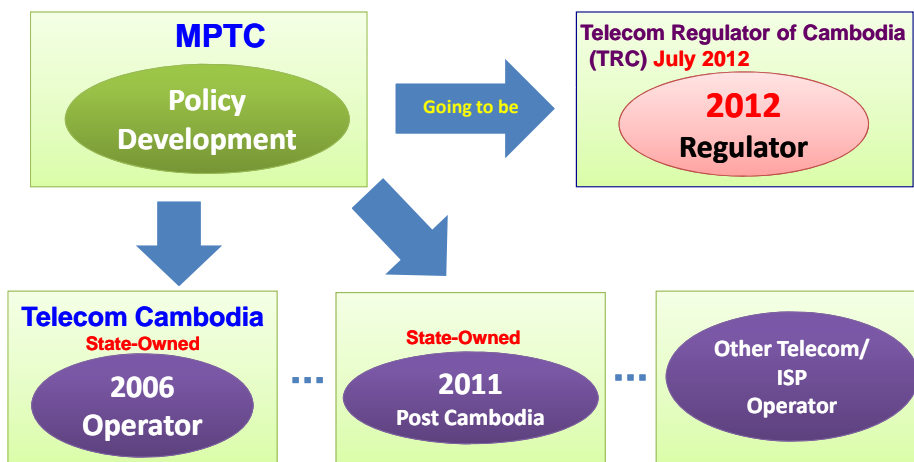 MPTC
Policy
Development
Going to be
Telecom Regulator of Cambodia
(TRC) July 2012
2012
Regulator
Telecom Cambodia
State-Owned
2006
Operator
...
State-Owned
2011
Post Cambodia
...
Other Telecom/
ISP
Operator